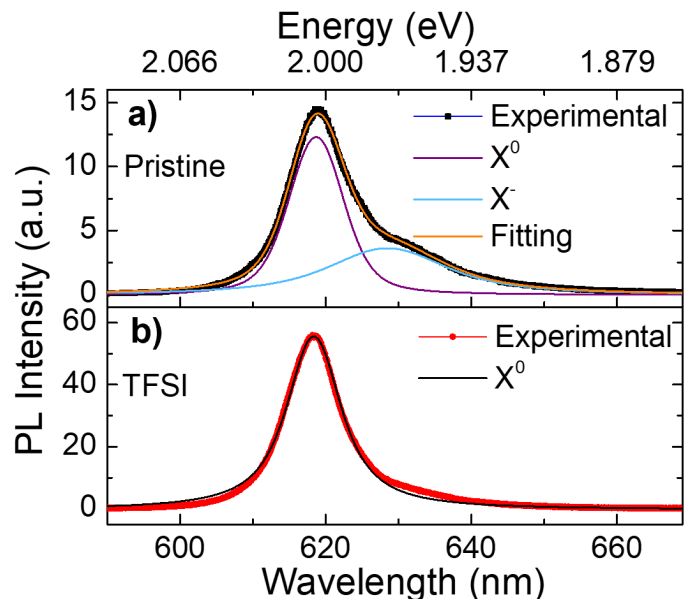 Energy (eV)
2.066 2.000 1.937 1.879
15
10
5
0
a)
Pristine
Experimental
X⁰
X⁻
Fitting
PL Intensity (a.u.)
60
40
20
0
b)
TFSI
Experimental
X⁰
600 620 640 660
Wavelength (nm)